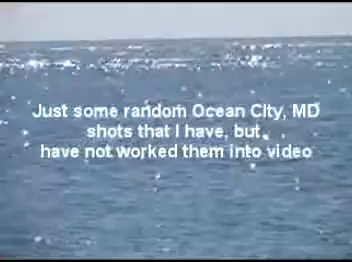 Just some random Ocean City, MD
shots that I have, but
have not worked them into video